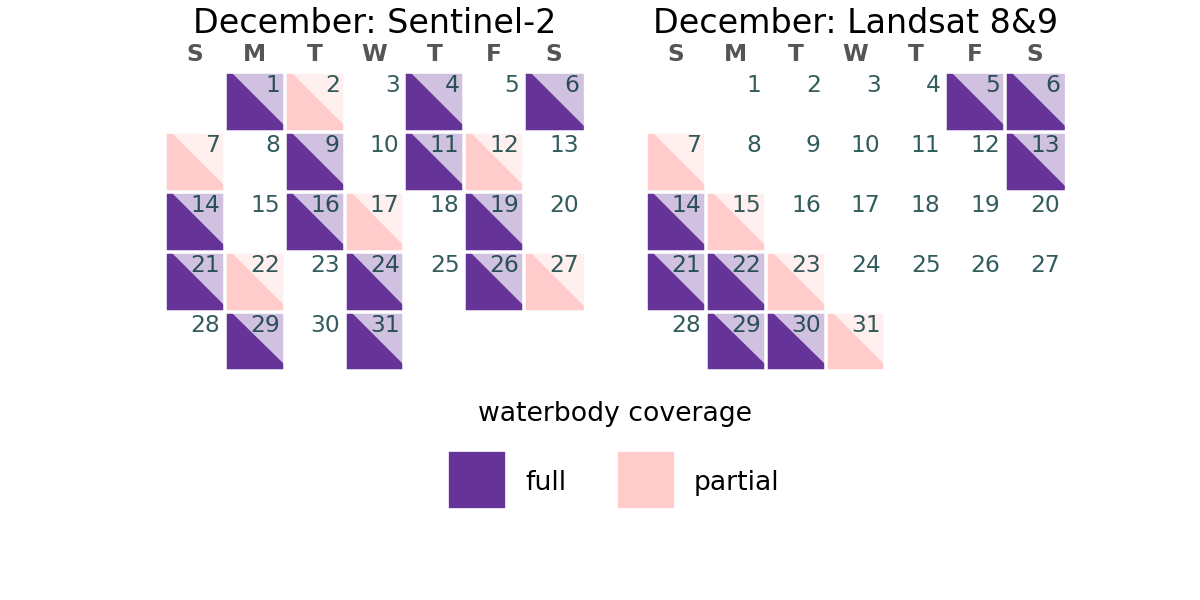 December: Sentinel-2
S M T W T F S
1 2 3 4 5 6
7 8 9 10 11 12 13
14 15 16 17 18 19 20
21 22 23 24 25 26 27
28 29 30 31
December: Landsat 8&9
S M T W T F S
1 2 3 4 5 6
7 8 9 10 11 12 13
14 15 16 17 18 19 20
21 22 23 24 25 26 27
28 29 30 31
waterbody coverage
full
partial